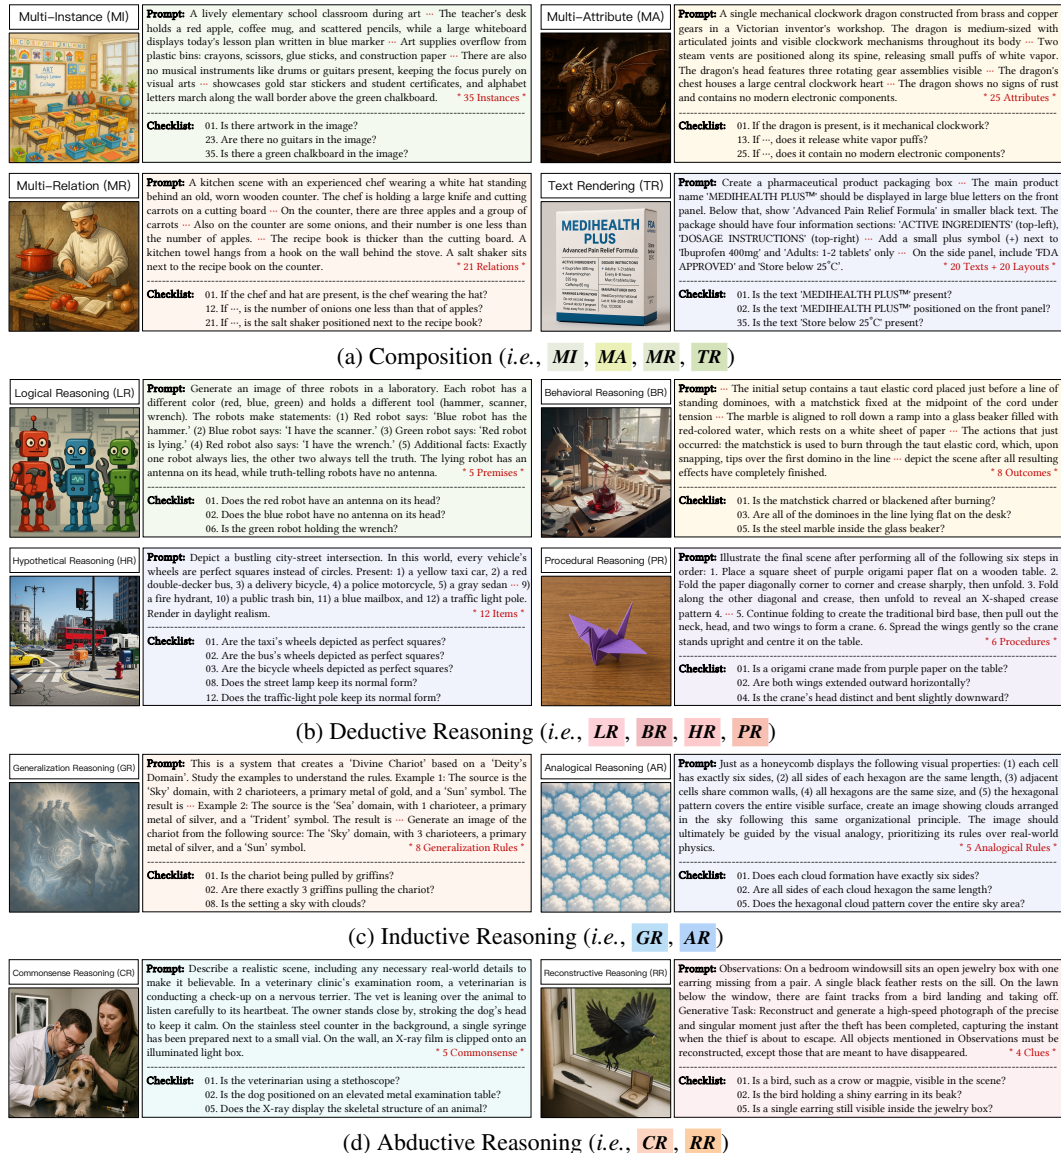 Multi-Instance (MI)
Prompt: A lively elementary school classroom during art ··· The teacher's desk
holds a red apple, coffee mug, and scattered pencils, while a large whiteboard
displays today's lesson plan written in blue marker ··· Art supplies overflow from
plastic bins: crayons, scissors, glue sticks, and construction paper ··· There are also
no musical instruments like drums or guitars present, keeping the focus purely on
visual arts ··· showcases gold star stickers and student certificates, and alphabet
letters march along the wall border above the green chalkboard. * 35 Instances *
Checklist: 01. Is there artwork in the image?
23. Are there no guitars in the image?
35. Is there a green chalkboard in the image?
Multi-Attribute (MA)
Prompt: A single mechanical clockwork dragon constructed from brass and copper
gears in a Victorian inventor's workshop. The dragon is medium-sized with
articulated joints and visible clockwork mechanisms throughout its body ··· Two
steam vents are positioned along its spine, releasing small puffs of white vapor.
The dragon's head features three rotating gear assemblies visible ··· The dragon's
chest houses a large central clockwork heart ··· The dragon shows no signs of rust
and contains no modern electronic components. * 25 Attributes *
Checklist: 01. If the dragon is present, is it mechanical clockwork?
13. If ···, does it release white vapor puffs?
25. If ···, does it contain no modern electronic components?
Multi-Relation (MR)
Prompt: A kitchen scene with an experienced chef wearing a white hat standing
behind an old, worn wooden counter. The chef is holding a large knife and cutting
carrots on a cutting board ··· On the counter, there are three apples and a group of
carrots ··· Also on the counter are some onions, and their number is one less than
the number of apples. ··· The recipe book is thicker than the cutting board. A
kitchen towel hangs from a hook on the wall behind the stove. A salt shaker sits
next to the recipe book on the counter. * 21 Relations *
Checklist: 01. If the chef and hat are present, is the chef wearing the hat?
12. If ···, is the number of onions one less than that of apples?
21. If ···, is the salt shaker positioned next to the recipe book?
Text Rendering (TR)
MEDIHEALTH
PLUS
Advanced Pain Relief Formula
Prompt: Create a pharmaceutical product packaging box ··· The main product
name 'MEDIHEALTH PLUS™' should be displayed in large blue letters on the front
panel. Below that, show 'Advanced Pain Relief Formula' in smaller black text. The
package should have four information sections: 'ACTIVE INGREDIENTS' (top-left),
'DOSAGE INSTRUCTIONS' (top-right) ··· Add a small plus symbol (+) next to
'Ibuprofen 400mg' and 'Adults: 1-2 tablets' only ··· On the side panel, include 'FDA
APPROVED' and 'Store below 25°C'. * 20 Texts + 20 Layouts *
Checklist: 01. Is the text 'MEDIHEALTH PLUS™' present?
02. Is the text 'MEDIHEALTH PLUS™' positioned on the front panel?
35. Is the text 'Store below 25°C' present?
(a) Composition (i.e., MI, MA, MR, TR)
Logical Reasoning (LR)
Prompt: Generate an image of three robots in a laboratory. Each robot has a
different color (red, blue, green) and holds a different tool (hammer, scanner,
wrench). The robots make statements: (1) Red robot says: 'Blue robot has the
hammer.' (2) Blue robot says: 'I have the scanner.' (3) Green robot says: 'Red robot
is lying.' (4) Red robot also says: 'I have the wrench.' (5) Additional facts: Exactly
one robot always lies, the other two always tell the truth. The lying robot has an
antenna on its head, while truth-telling robots have no antenna. * 5 Premises *
Checklist: 01. Does the red robot have an antenna on its head?
02. Does the blue robot have no antenna on its head?
06. Is the green robot holding the wrench?
Behavioral Reasoning (BR)
Prompt: ··· The initial setup contains a taut elastic cord placed just before a line of
standing dominoes, with a matchstick fixed at the midpoint of the cord under
tension ··· The marble is aligned to roll down a ramp into a glass beaker filled with
red-colored water, which rests on a white sheet of paper ··· The actions that just
occurred: the matchstick is used to burn through the taut elastic cord, which, upon
snapping, tips over the first domino in the line ··· depict the scene after all resulting
effects have completely finished. * 8 Outcomes *
Checklist: 01. Is the matchstick charred or blackened after burning?
03. Are all of the dominoes in the line lying flat on the desk?
05. Is the steel marble inside the glass beaker?
Hypothetical Reasoning (HR)
Prompt: Depict a bustling city-street intersection. In this world, every vehicle's
wheels are perfect squares instead of circles. Present: 1) a yellow taxi car, 2) a red
double-decker bus, 3) a delivery bicycle, 4) a police motorcycle, 5) a gray sedan ··· 9)
a fire hydrant, 10) a public trash bin, 11) a blue mailbox, and 12) a traffic light pole.
Render in daylight realism. * 12 Items *
Checklist: 01. Are the taxi's wheels depicted as perfect squares?
02. Are the bus's wheels depicted as perfect squares?
03. Are the bicycle wheels depicted as perfect squares?
08. Does the street lamp keep its normal form?
12. Does the traffic-light pole keep its normal form?
Procedural Reasoning (PR)
Prompt: Illustrate the final scene after performing all of the following six steps in
order: 1. Place a square sheet of purple origami paper flat on a wooden table. 2.
Fold the paper diagonally corner to corner and crease sharply, then unfold. 3. Fold
along the other diagonal and crease, then unfold to reveal an X-shaped crease
pattern 4. ··· 5. Continue folding to create the traditional bird base, then pull out the
neck, head, and two wings to form a crane. 6. Spread the wings gently so the crane
stands upright and centre it on the table. * 6 Procedures *
Checklist: 01. Is a origami crane made from purple paper on the table?
02. Are both wings extended outward horizontally?
04. Is the crane's head distinct and bent slightly downward?
(b) Deductive Reasoning (i.e., LR, BR, HR, PR)
Generalization Reasoning (GR)
Prompt: This is a system that creates a 'Divine Chariot' based on a 'Deity's
Domain'. Study the examples to understand the rules. Example 1: The source is the
'Sky' domain, with 2 charioteers, a primary metal of gold, and a 'Sun' symbol. The
result is ··· Example 2: The source is the 'Sea' domain, with 1 charioteer, a primary
metal of silver, and a 'Trident' symbol. The result is ··· Generate an image of the
chariot from the following source: The 'Sky' domain, with 3 charioteers, a primary
metal of silver, and a 'Sun' symbol. * 8 Generalization Rules *
Checklist: 01. Is the chariot being pulled by griffins?
02. Are there exactly 3 griffins pulling the chariot?
08. Is the setting a sky with clouds?
Analogical Reasoning (AR)
Prompt: Just as a honeycomb displays the following visual properties: (1) each cell
has exactly six sides, (2) all sides of each hexagon are the same length, (3) adjacent
cells share common walls, (4) all hexagons are the same size, and (5) the hexagonal
pattern covers the entire visible surface, create an image showing clouds arranged
in the sky following this same organizational principle. The image should
ultimately be guided by the visual analogy, prioritizing its rules over real-world
physics. * 5 Analogical Rules *
Checklist: 01. Does each cloud formation have exactly six sides?
02. Are all sides of each cloud hexagon the same length?
05. Does the hexagonal cloud pattern cover the entire sky area?
(c) Inductive Reasoning (i.e., GR, AR)
Commonsense Reasoning (CR)
Prompt: Describe a realistic scene, including any necessary real-world details to
make it believable. In a veterinary clinic's examination room, a veterinarian is
conducting a check-up on a nervous terrier. The vet is leaning over the animal to
listen carefully to its heartbeat. The owner stands close by, stroking the dog's head
to keep it calm. On the stainless steel counter in the background, a single syringe
has been prepared next to a small vial. On the wall, an X-ray film is clipped onto an
illuminated light box. * 5 Commonsense *
Checklist: 01. Is the veterinarian using a stethoscope?
02. Is the dog positioned on an elevated metal examination table?
05. Does the X-ray display the skeletal structure of an animal?
Reconstructive Reasoning (RR)
Prompt: Observations: On a bedroom windowsill sits an open jewelry box with one
earring missing from a pair. A single black feather rests on the sill. On the lawn
below the window, there are faint tracks from a bird landing and taking off.
Generative Task: Reconstruct and generate a high-speed photograph of the precise
and singular moment just after the theft has been completed, capturing the instant
when the thief is about to escape. All objects mentioned in Observations must be
reconstructed, except those that are meant to have disappeared. * 4 Clues *
Checklist: 01. Is a bird, such as a crow or magpie, visible in the scene?
02. Is the bird holding a shiny earring in its beak?
05. Is a single earring still visible inside the jewelry box?
(d) Abductive Reasoning (i.e., CR, RR)